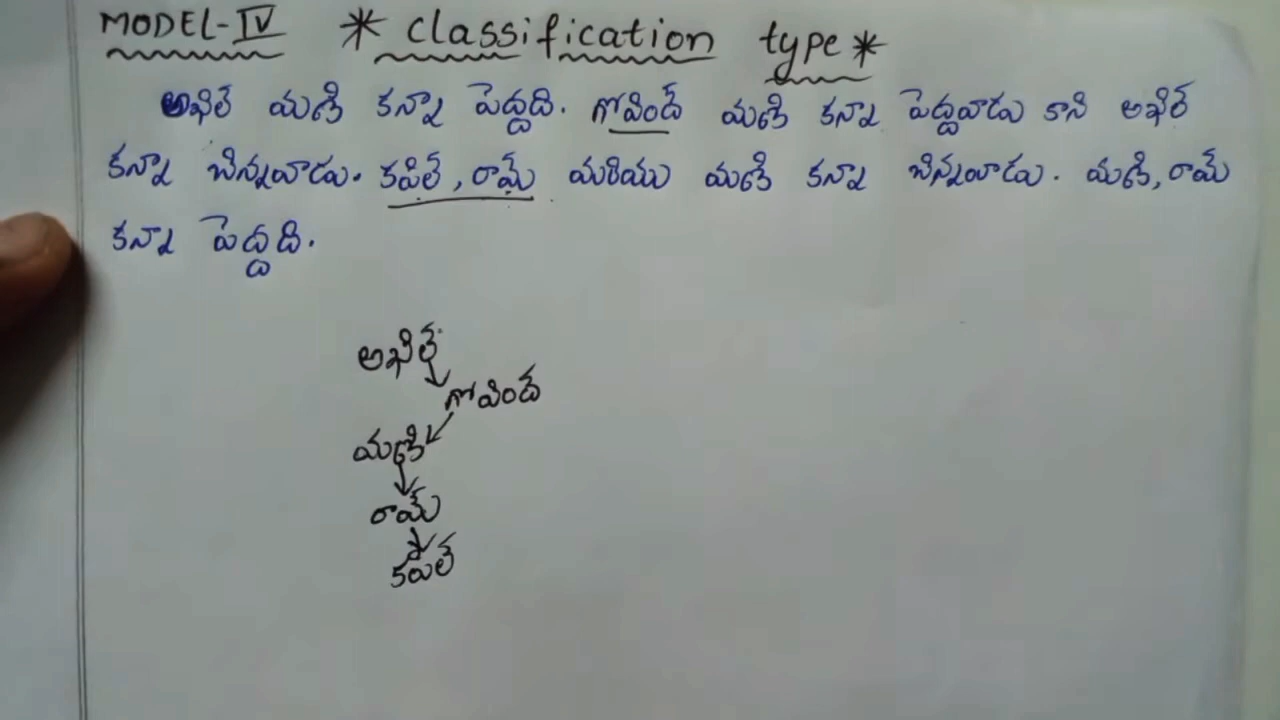 MODEL-IV * classification type *
అఖిల్ మణి కన్నా పెద్దది. గోవింద్ మణి కన్నా పెద్దవాడు కాని అఖిల్
కన్నా చిన్నవాడు. కపిల్, రామ్ మరియు మణి కన్నా చిన్నవాడు. మణి, రామ్
కన్నా పెద్దది.
అఖిల్
గోవింద్
మణి
రామ్
కపిల్